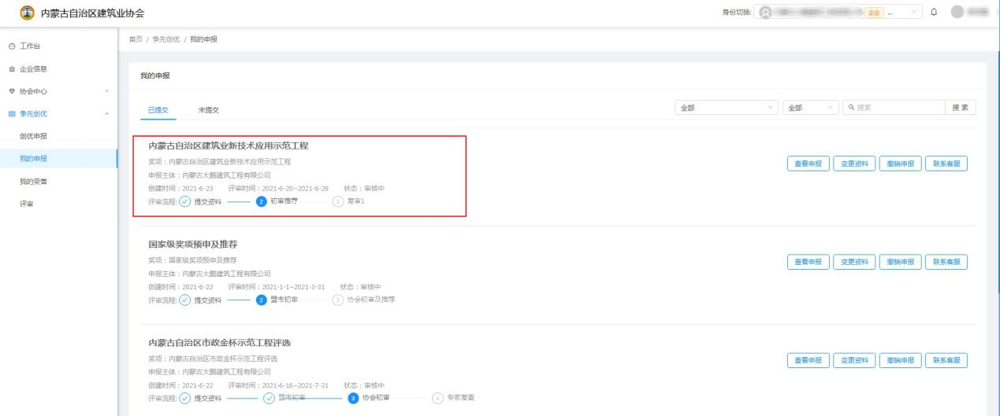 内蒙古自治区建筑业协会
身份切换:
企业 ...
工作台
企业信息
协会中心
争先创优
创优申报
我的申报
我的荣誉
评审
首页 / 争先创优 / 我的申报
我的申报
已提交 未提交
全部 全部 搜索 搜 索
内蒙古自治区建筑业新技术应用示范工程
奖项：内蒙古自治区建筑业新技术应用示范工程
申报主体：内蒙古大鹏建筑工程有限公司
创建时间：2021-6-23 评审时间：2021-6-20~2021-8-28 状态：审核中
评审流程: 提交资料 2 初审推荐 3 复审1
查看申报 变更资料 撤销申报 联系客服
国家级奖项预申及推荐
奖项：国家级奖项预申及推荐
申报主体：内蒙古大鹏建筑工程有限公司
创建时间：2021-6-22 评审时间：2021-1-1~2021-3-31 状态：审核中
评审流程: 提交资料 2 盟市初审 3 协会初审及推荐
查看申报 变更资料 撤销申报 联系客服
内蒙古自治区市政金杯示范工程评选
奖项：内蒙古自治区市政金杯示范工程评选
申报主体：内蒙古大鹏建筑工程有限公司
创建时间：2021-6-22 评审时间：2021-6-16~2021-7-31 状态：审核中
评审流程: 提交资料 盟市初审 3 协会初审 4 专家复查
查看申报 变更资料 撤销申报 联系客服